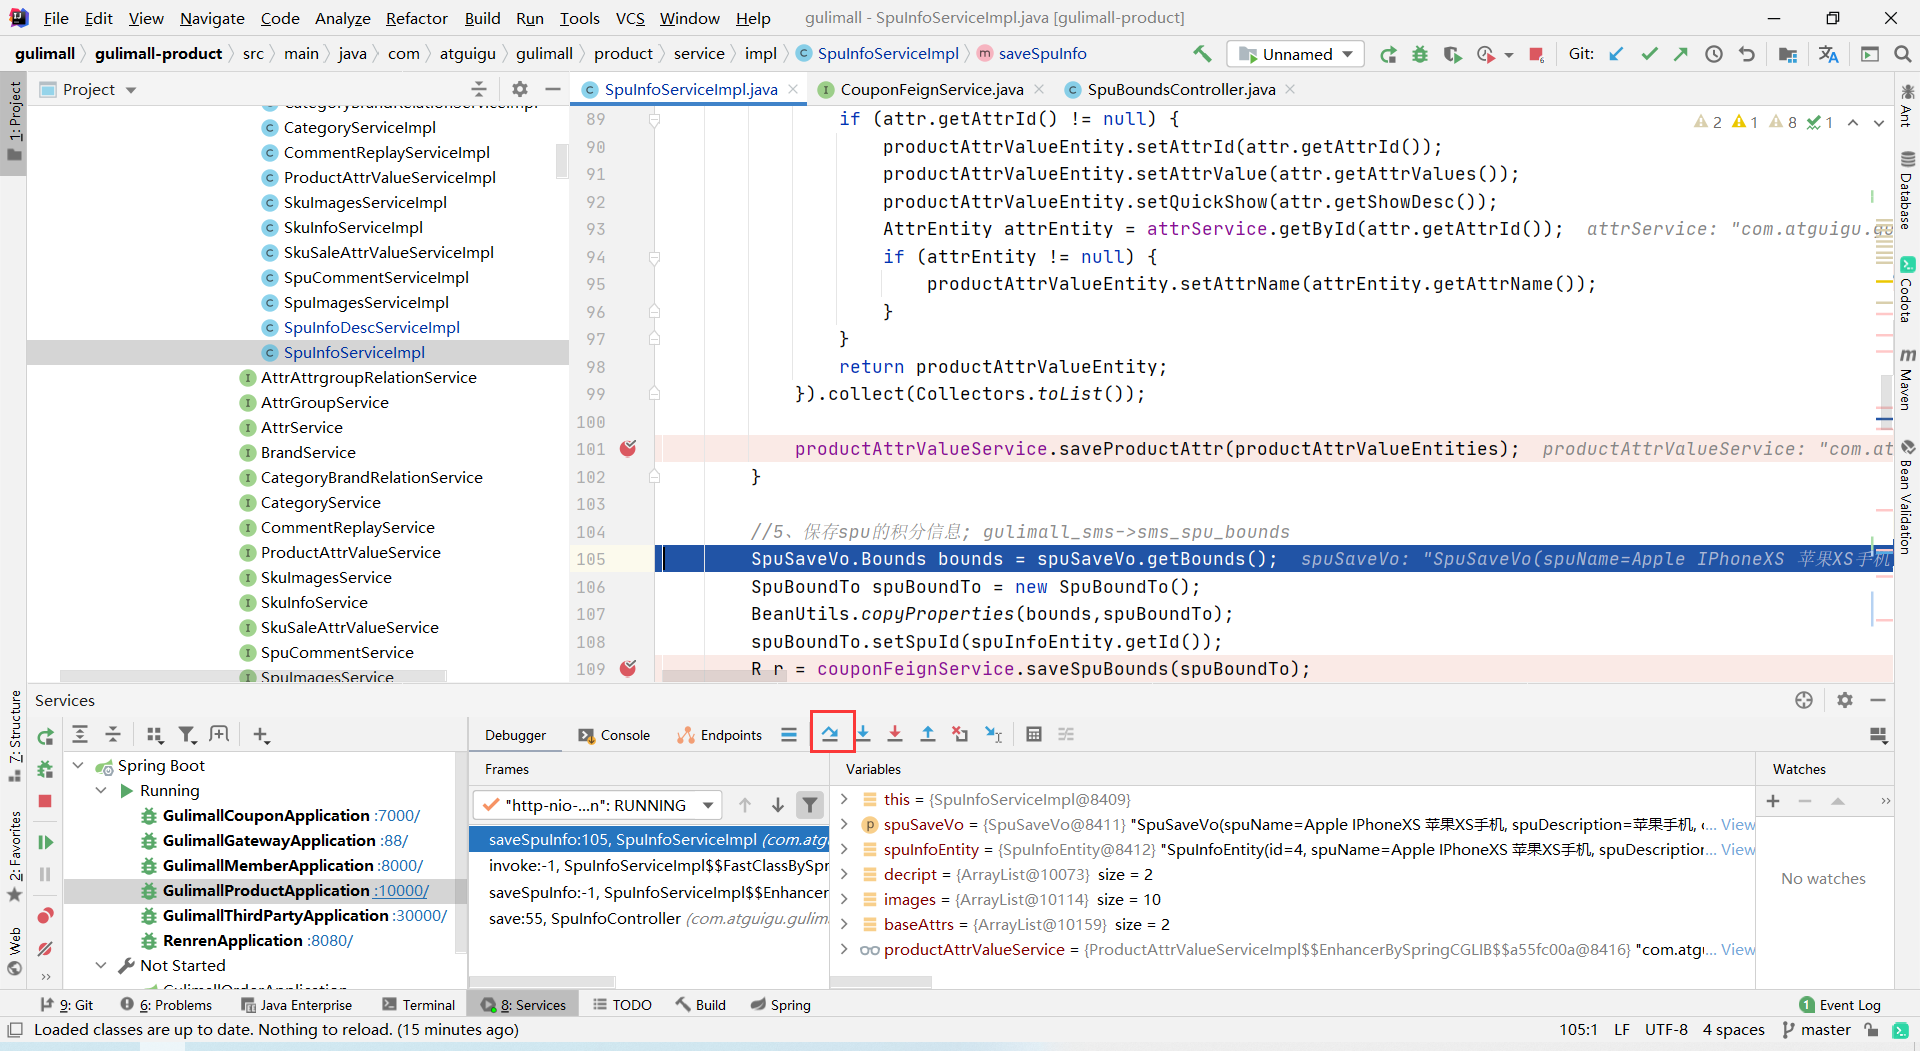 File Edit View Navigate Code Analyze Refactor Build Run Tools VCS Window Help gulimall - SpuInfoServiceImpl.java [gulimall-product]
gulimall gulimall-product src main java com atguigu gulimall product service impl SpuInfoServiceImpl saveSpuInfo Unnamed Git:
1: Project
Project
CategoryBrandRelationServiceImpl
CategoryServiceImpl
CommentReplayServiceImpl
ProductAttrValueServiceImpl
SkuImagesServiceImpl
SkuInfoServiceImpl
SkuSaleAttrValueServiceImpl
SpuCommentServiceImpl
SpuImagesServiceImpl
SpuInfoDescServiceImpl
SpuInfoServiceImpl
AttrAttrgroupRelationService
AttrGroupService
AttrService
BrandService
CategoryBrandRelationService
CategoryService
CommentReplayService
ProductAttrValueService
SkuImagesService
SkuInfoService
SkuSaleAttrValueService
SpuCommentService
SpuImagesService
SpuInfoServiceImpl.java CouponFeignService.java SpuBoundsController.java
2 1 8 1
89 if (attr.getAttrId() != null) {
90 productAttrValueEntity.setAttrId(attr.getAttrId());
91 productAttrValueEntity.setAttrValue(attr.getAttrValues());
92 productAttrValueEntity.setQuickShow(attr.getShowDesc());
93 AttrEntity attrEntity = attrService.getById(attr.getAttrId()); attrService: "com.atguigu.gu
94 if (attrEntity != null) {
95 productAttrValueEntity.setAttrName(attrEntity.getAttrName());
96 }
97 }
98 return productAttrValueEntity;
99 }).collect(Collectors.toList());
100
101 productAttrValueService.saveProductAttr(productAttrValueEntities); productAttrValueService: "com.at
102 }
103
104 //5、保存spu的积分信息; gulimall_sms->sms_spu_bounds
105 SpuSaveVo.Bounds bounds = spuSaveVo.getBounds(); spuSaveVo: "SpuSaveVo(spuName=Apple IPhoneXS 苹果XS手机
106 SpuBoundTo spuBoundTo = new SpuBoundTo();
107 BeanUtils.copyProperties(bounds,spuBoundTo);
108 spuBoundTo.setSpuId(spuInfoEntity.getId());
109 R r = couponFeignService.saveSpuBounds(spuBoundTo);
Ant
Database
Codota
Maven
Bean Validation
7: Structure
2: Favorites
Web
Services
Spring Boot
Running
GulimallCouponApplication :7000/
GulimallGatewayApplication :88/
GulimallMemberApplication :8000/
GulimallProductApplication :10000/
GulimallThirdPartyApplication :30000/
RenrenApplication :8080/
Not Started
GulimallOrderApplication
Debugger Console Endpoints
Frames
"http-nio-...n": RUNNING
saveSpuInfo:105, SpuInfoServiceImpl (com.atgu
invoke:-1, SpuInfoServiceImpl$$FastClassBySpr
saveSpuInfo:-1, SpuInfoServiceImpl$$Enhancer
save:55, SpuInfoController (com.atguigu.gulim
Variables
this = {SpuInfoServiceImpl@8409}
spuSaveVo = {SpuSaveVo@8411} "SpuSaveVo(spuName=Apple IPhoneXS 苹果XS手机, spuDescription=苹果手机, c... View
spuInfoEntity = {SpuInfoEntity@8412} "SpuInfoEntity(id=4, spuName=Apple IPhoneXS 苹果XS手机, spuDescription... View
decript = {ArrayList@10073} size = 2
images = {ArrayList@10114} size = 10
baseAttrs = {ArrayList@10159} size = 2
productAttrValueService = {ProductAttrValueServiceImpl$$EnhancerBySpringCGLIB$$a55fc00a@8416} "com.atgu... View
Watches
No watches
9: Git 6: Problems Java Enterprise Terminal 8: Services TODO Build Spring 1 Event Log
Loaded classes are up to date. Nothing to reload. (15 minutes ago) 105:1 LF UTF-8 4 spaces master